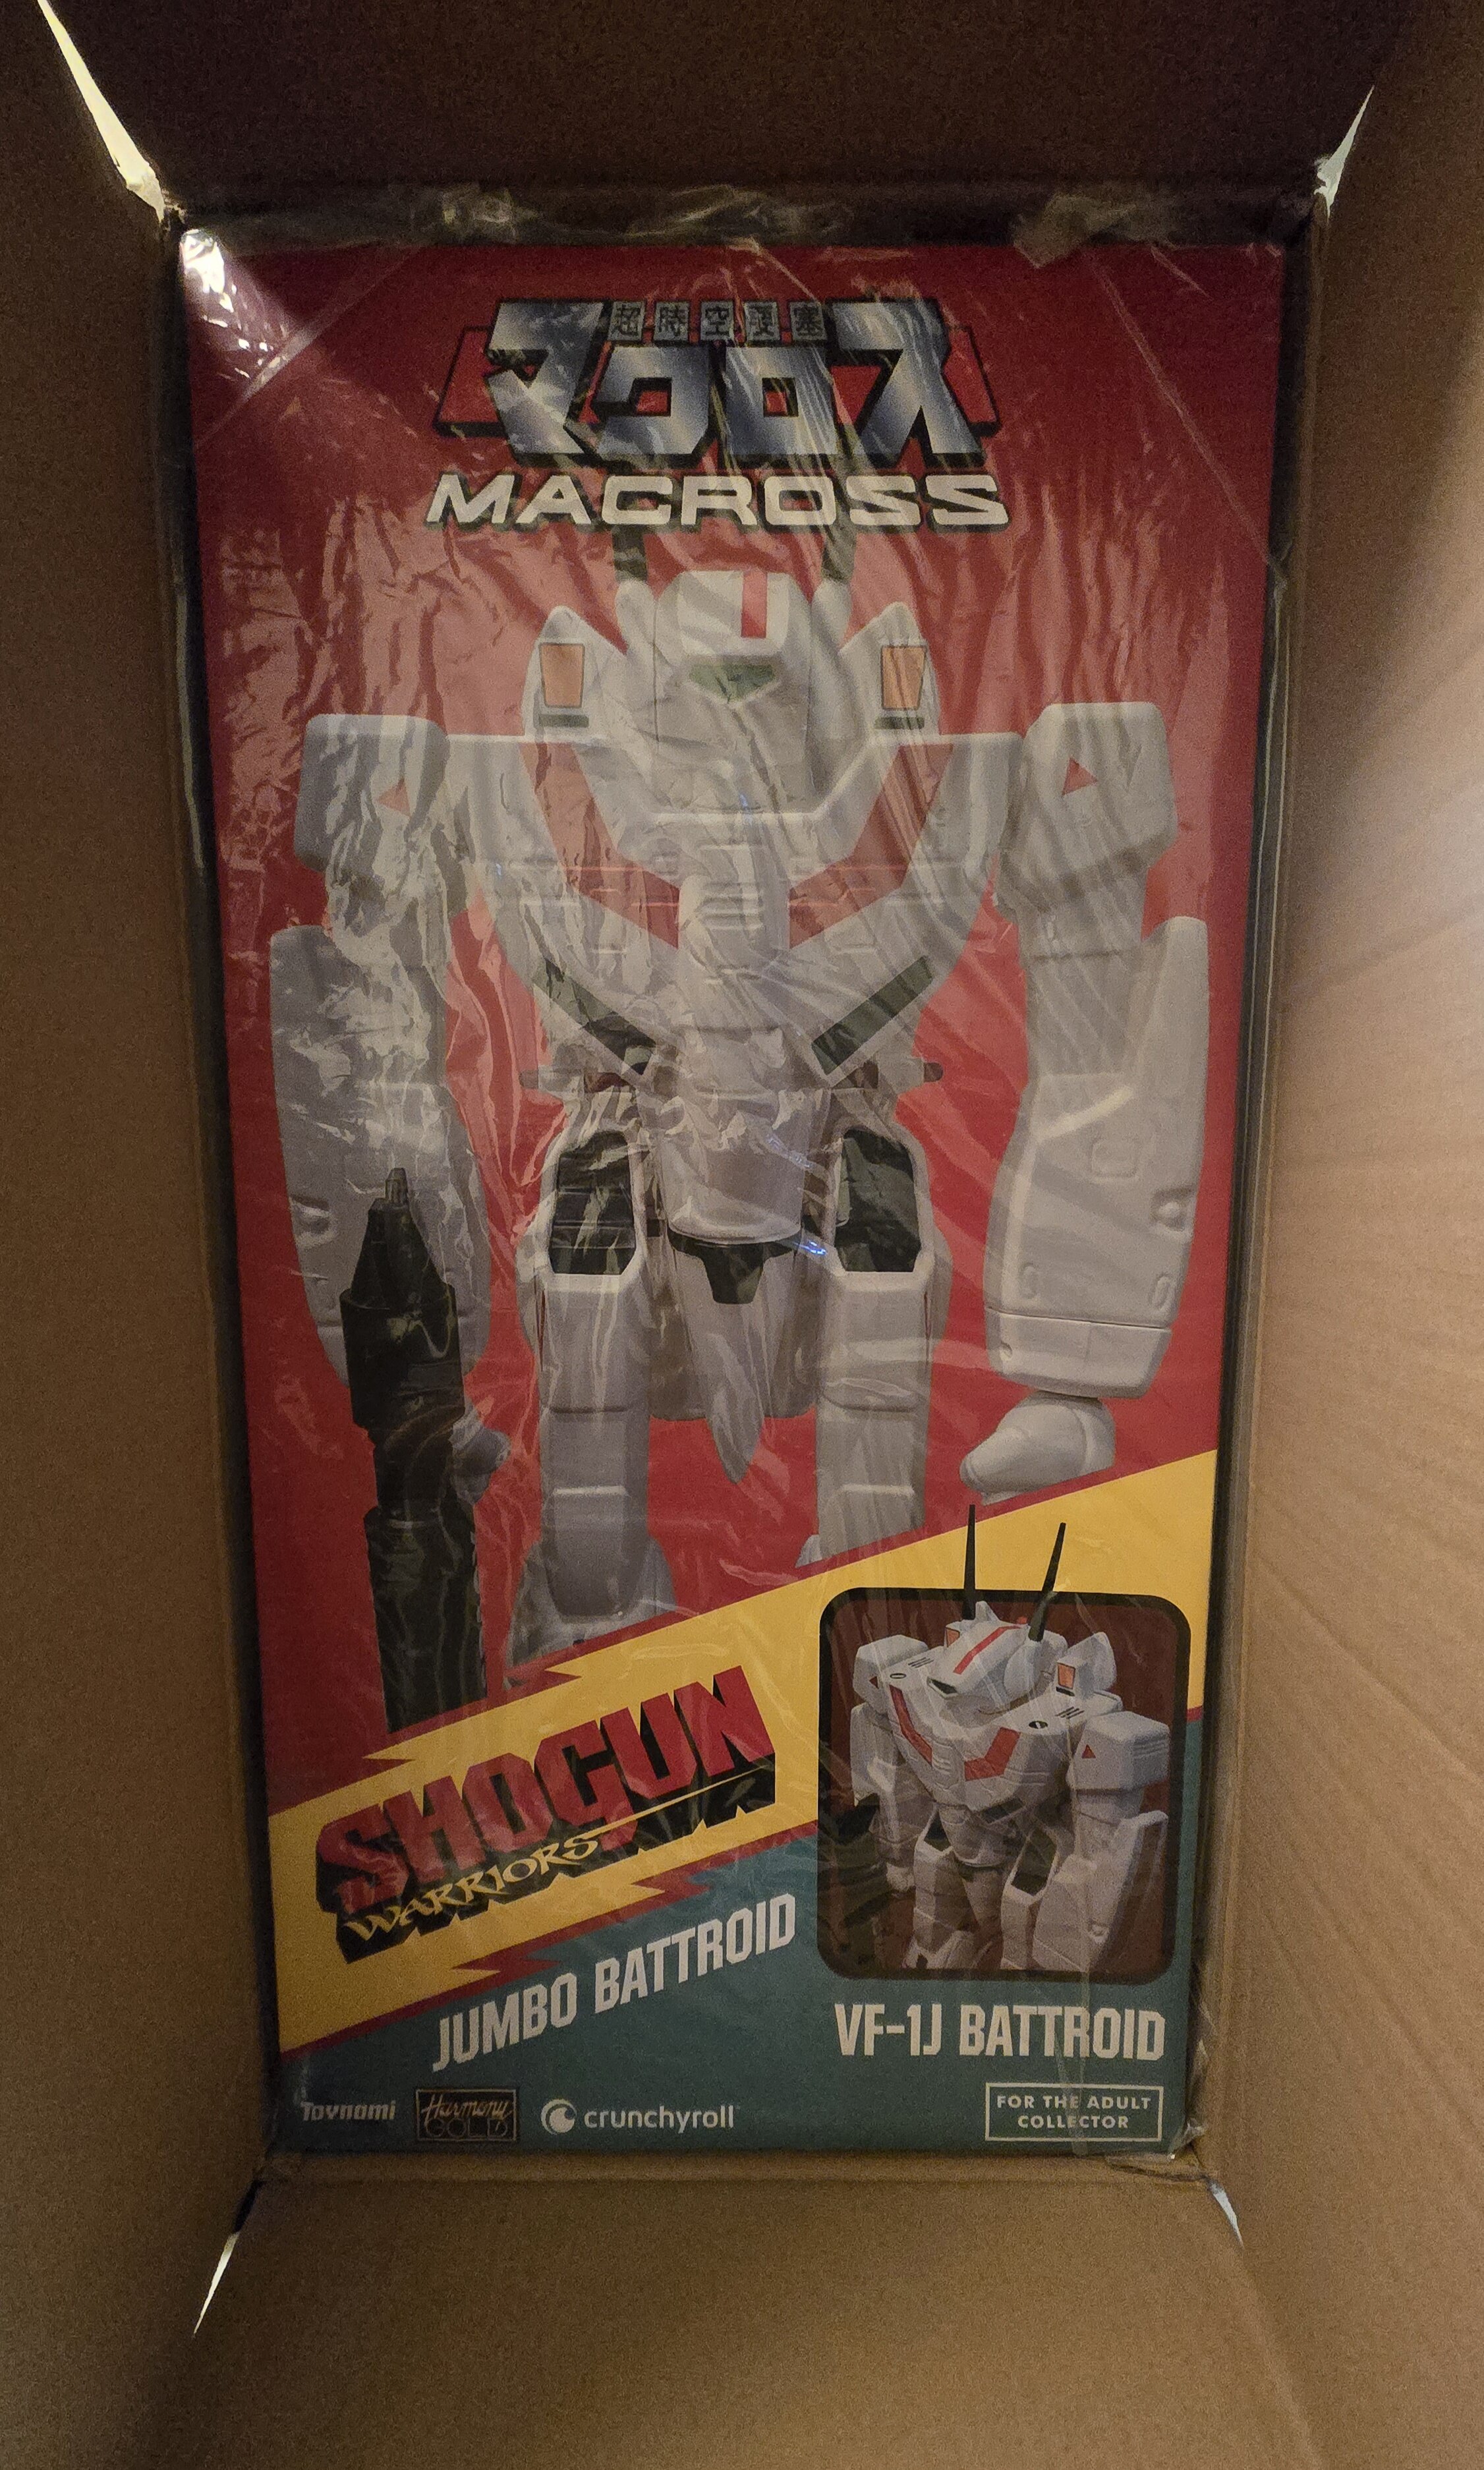 超時空要塞
マクロス
MACROSS
SHOGUN
WARRIORS
JUMBO BATTROID
VF-1J BATTROID
Toynami
Harmony
GOLD
crunchyroll
FOR THE ADULT
COLLECTOR